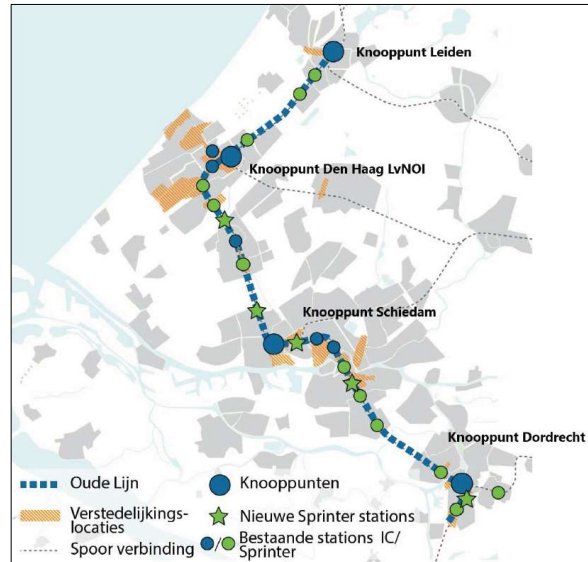 Knooppunt Leiden
Knooppunt Den Haag LvNOI
Knooppunt Schiedam
Knooppunt Dordrecht
Oude Lijn
Knooppunten
Verstedelijkings-
locaties
Nieuwe Sprinter stations
Spoor verbinding
/ Bestaande stations IC/
Sprinter